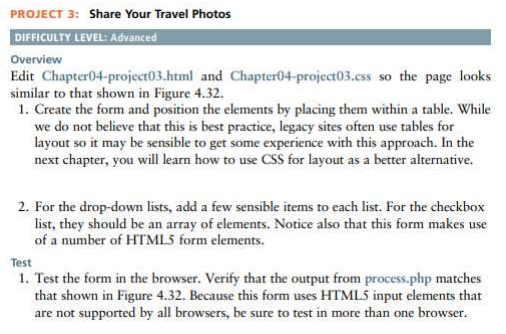 PROJECT 3: Share Your Travel Photos
DIFFICULTY LEVEL: Advanced
Overview
Edit Chapter04-project03.html and Chapter04-project03.css so the page looks
similar to that shown in Figure 4.32.
1. Create the form and position the elements by placing them within a table. While
we do not believe that this is best practice, legacy sites often use tables for
layout so it may be sensible to get some experience with this approach. In the
next chapter, you will learn how to use CSS for layout as a better alternative.
2. For the drop-down lists, add a few sensible items to each list. For the checkbox
list, they should be an array of elements. Notice also that this form makes use
of a number of HTML5 form elements.
Test
1. Test the form in the browser. Verify that the output from process.php matches
that shown in Figure 4.32. Because this form uses HTML5 input elements that
are not supported by all browsers, be sure to test in more than one browser.